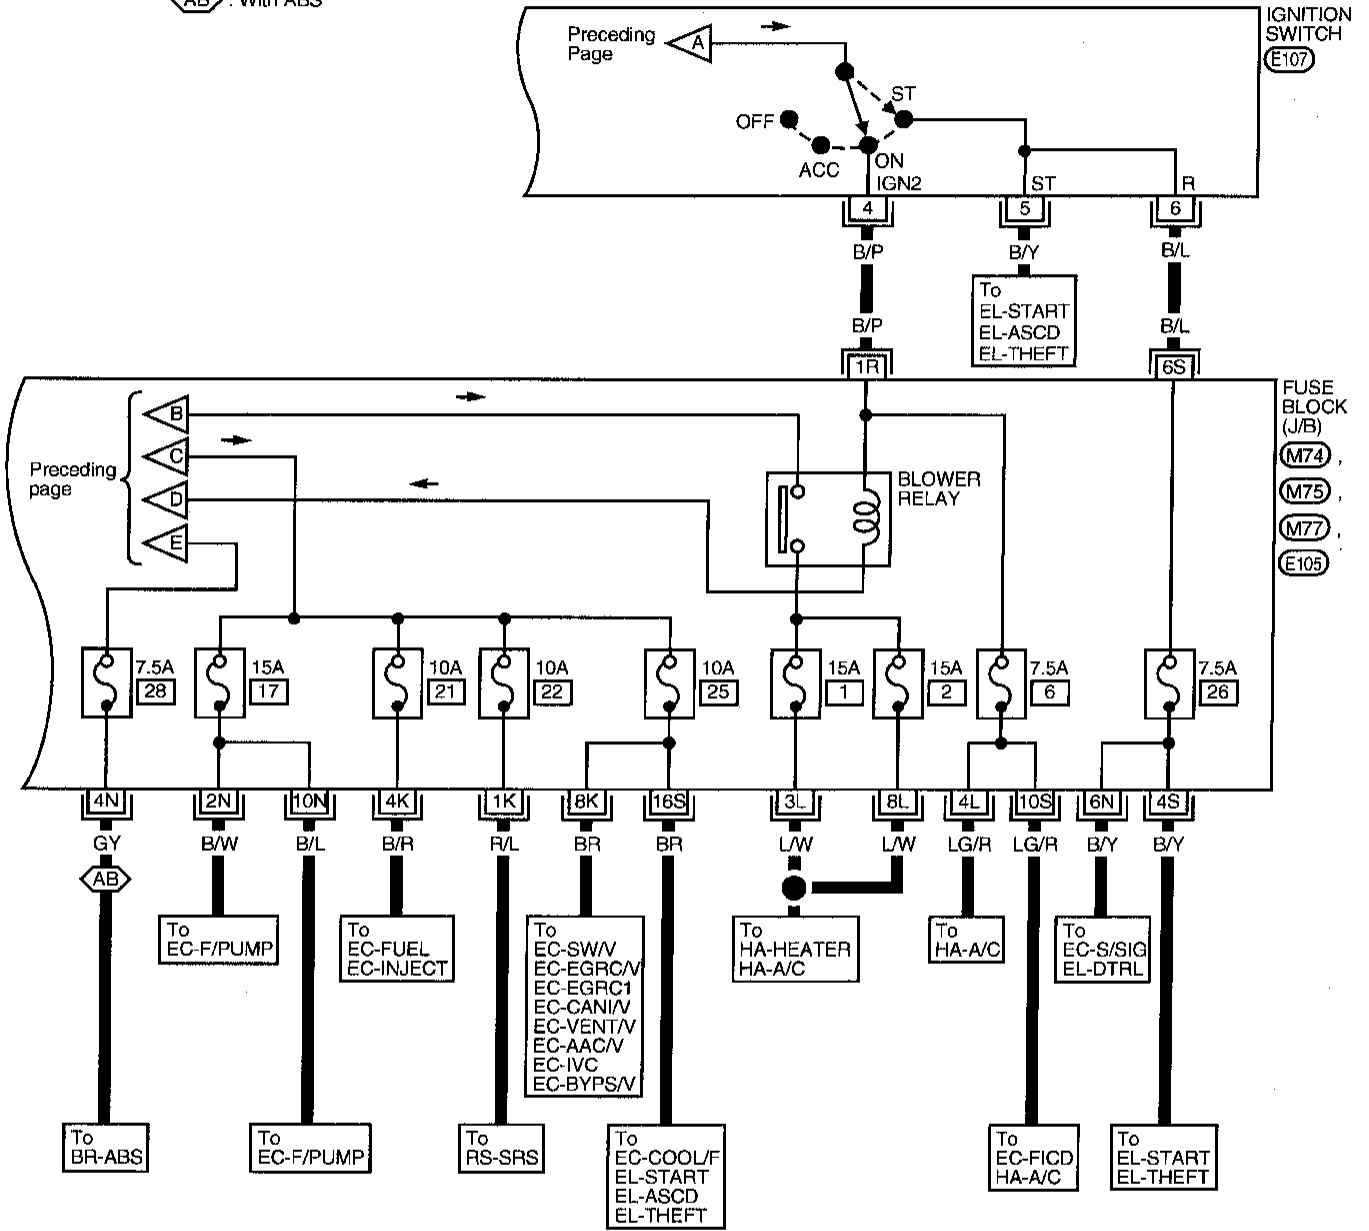 AB : With ABS
IGNITION
SWITCH
E107
Preceding
Page
A
ST
OFF
ACC
ON
IGN2
ST
R
4
5
6
B/P
B/Y
B/L
To
EL-START
EL-ASCD
EL-THEFT
B/P
B/L
1R
6S
FUSE
BLOCK
(J/B)
M74 ,
M75 ,
M77 ,
E105
Preceding
page
B
C
D
E
BLOWER
RELAY
7.5A
28
15A
17
10A
21
10A
22
10A
25
15A
1
15A
2
7.5A
6
7.5A
26
4N
2N
10N
4K
1K
8K
16S
3L
8L
4L
10S
6N
4S
GY
B/W
B/L
B/R
R/L
BR
BR
L/W
L/W
LG/R
LG/R
B/Y
B/Y
AB
To
EC-F/PUMP
To
EC-FUEL
EC-INJECT
To
EC-SW/V
EC-EGRC/V
EC-EGRC1
EC-CANI/V
EC-VENT/V
EC-AAC/V
EC-IVC
EC-BYPS/V
To
HA-HEATER
HA-A/C
To
HA-A/C
To
EC-S/SIG
EL-DTRL
To
BR-ABS
To
EC-F/PUMP
To
RS-SRS
To
EC-COOL/F
EL-START
EL-ASCD
EL-THEFT
To
EC-FICD
HA-A/C
To
EL-START
EL-THEFT